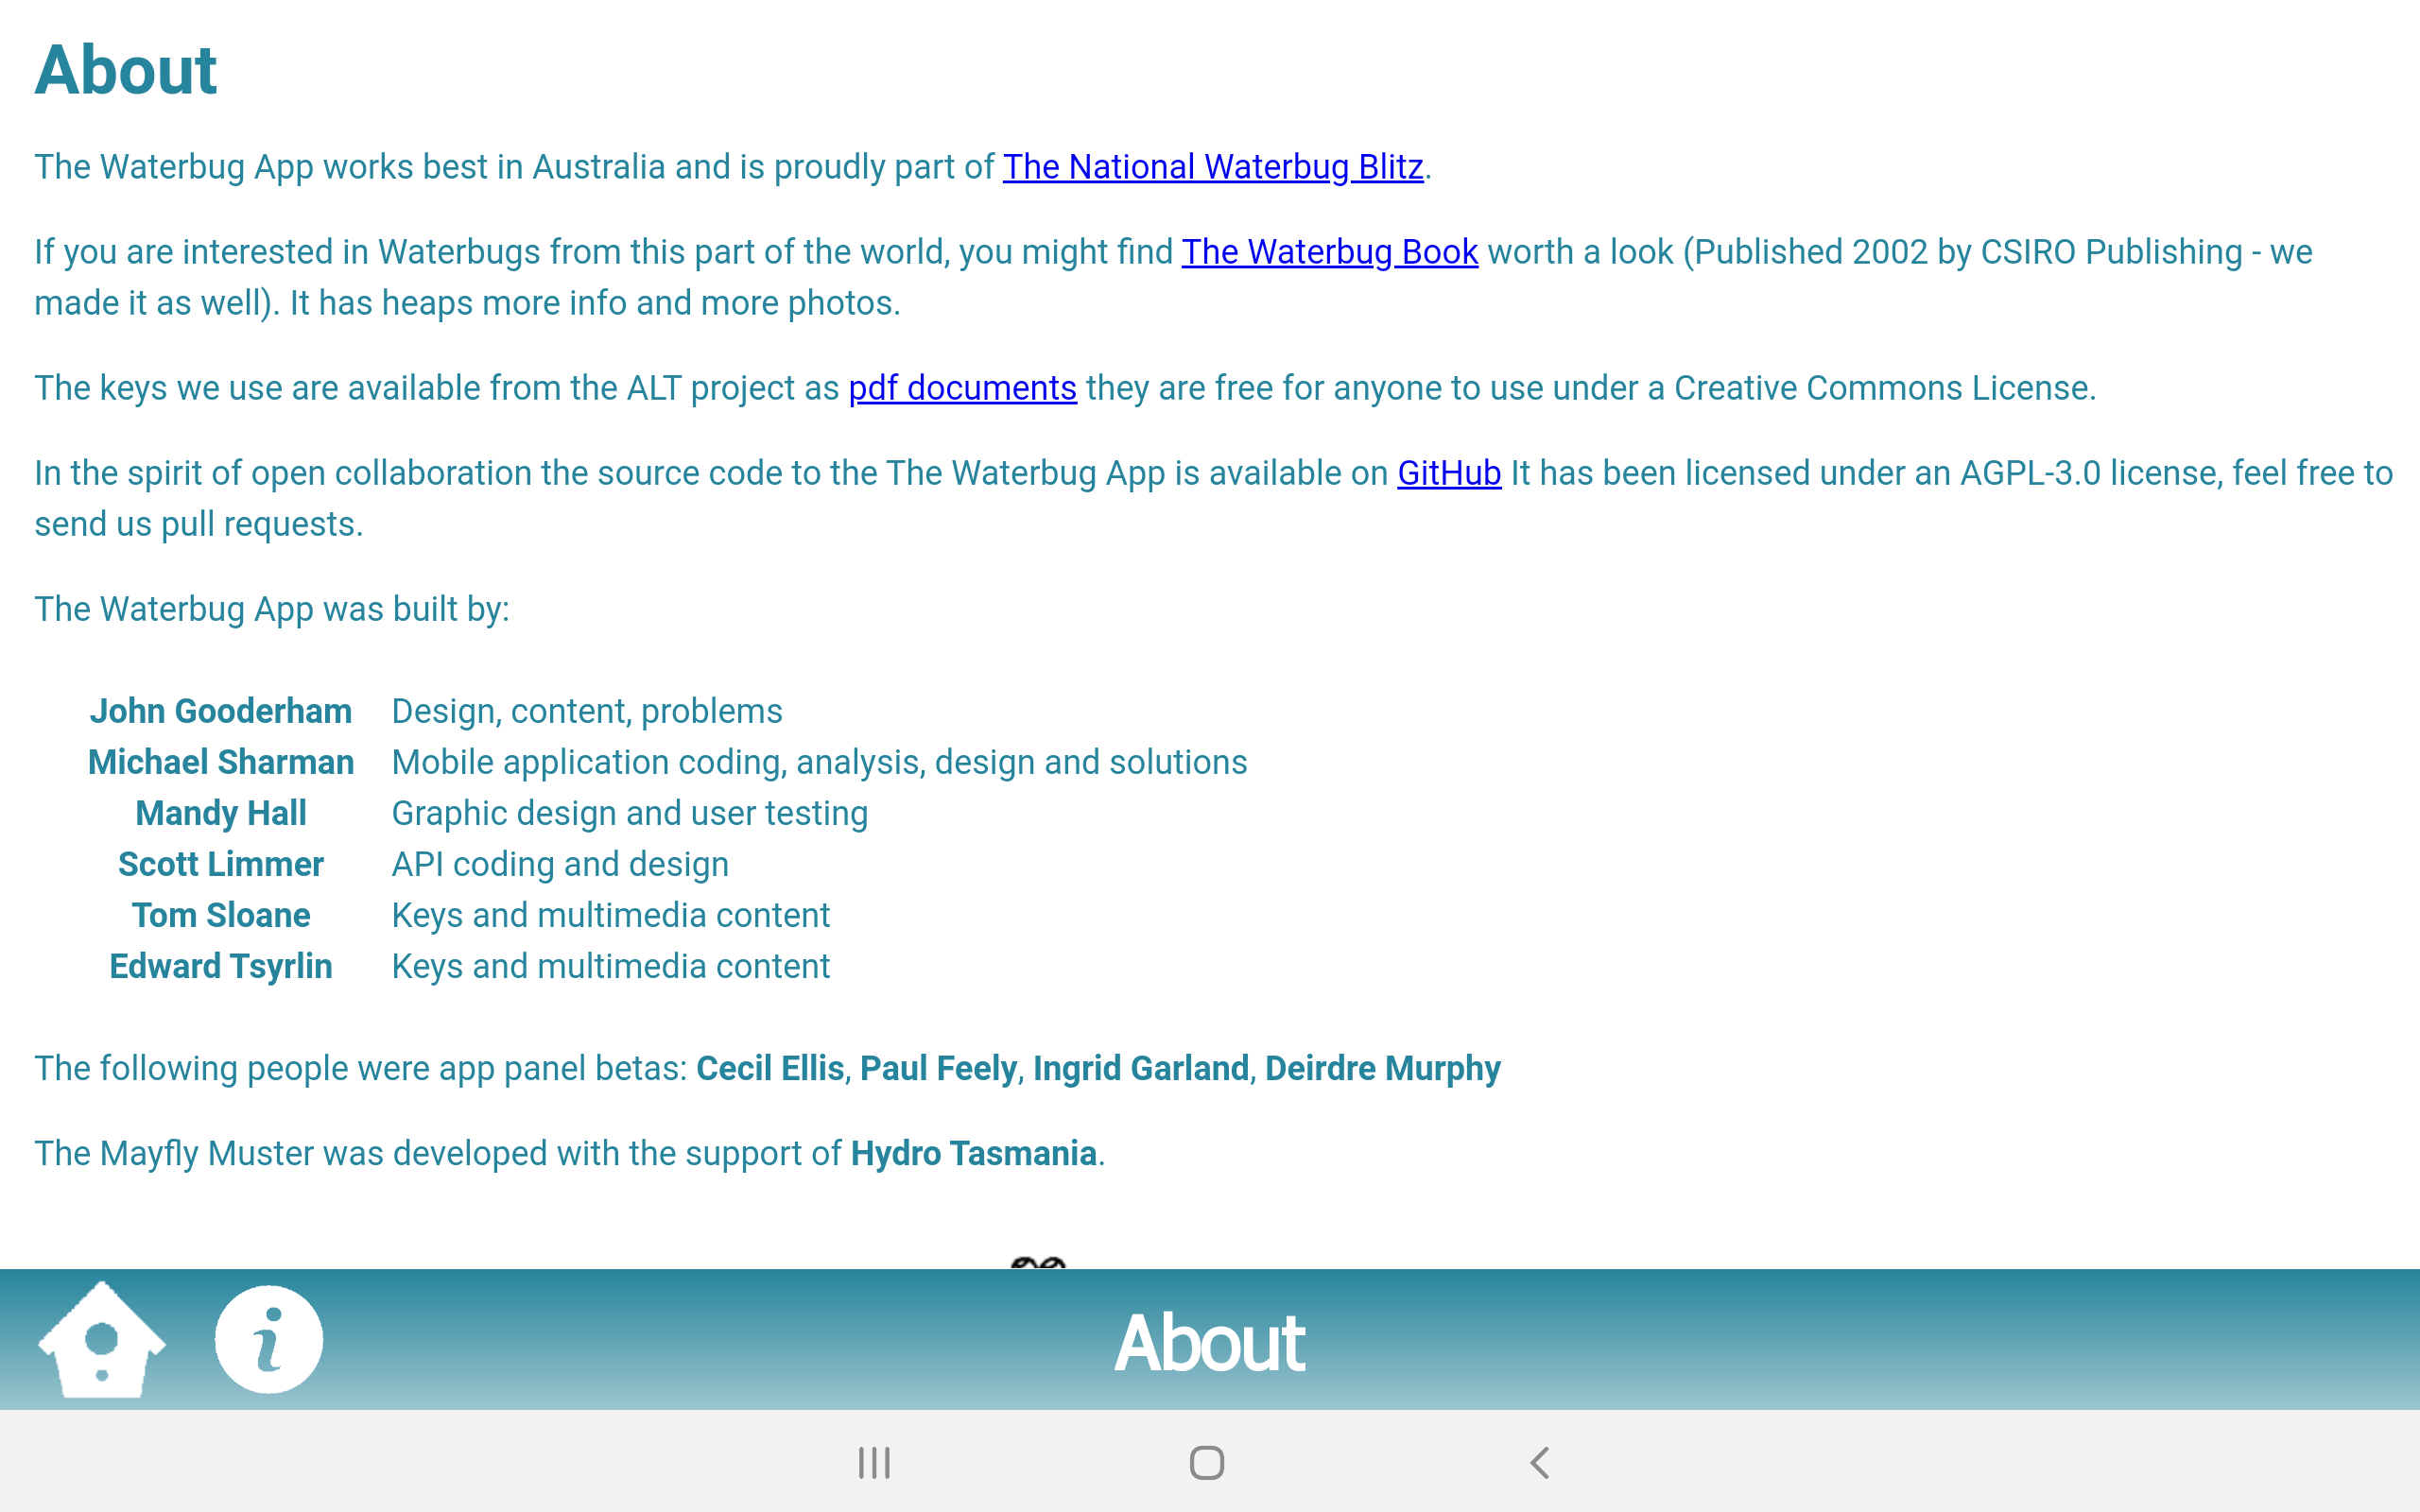 About
The Waterbug App works best in Australia and is proudly part of The National Waterbug Blitz.
If you are interested in Waterbugs from this part of the world, you might find The Waterbug Book worth a look (Published 2002 by CSIRO Publishing - we
made it as well). It has heaps more info and more photos.
The keys we use are available from the ALT project as pdf documents they are free for anyone to use under a Creative Commons License.
In the spirit of open collaboration the source code to the The Waterbug App is available on GitHub It has been licensed under an AGPL-3.0 license, feel free to
send us pull requests.
The Waterbug App was built by:
John Gooderham Design, content, problems
Michael Sharman Mobile application coding, analysis, design and solutions
Mandy Hall Graphic design and user testing
Scott Limmer API coding and design
Tom Sloane Keys and multimedia content
Edward Tsyrlin Keys and multimedia content
The following people were app panel betas: Cecil Ellis, Paul Feely, Ingrid Garland, Deirdre Murphy
The Mayfly Muster was developed with the support of Hydro Tasmania.
i About